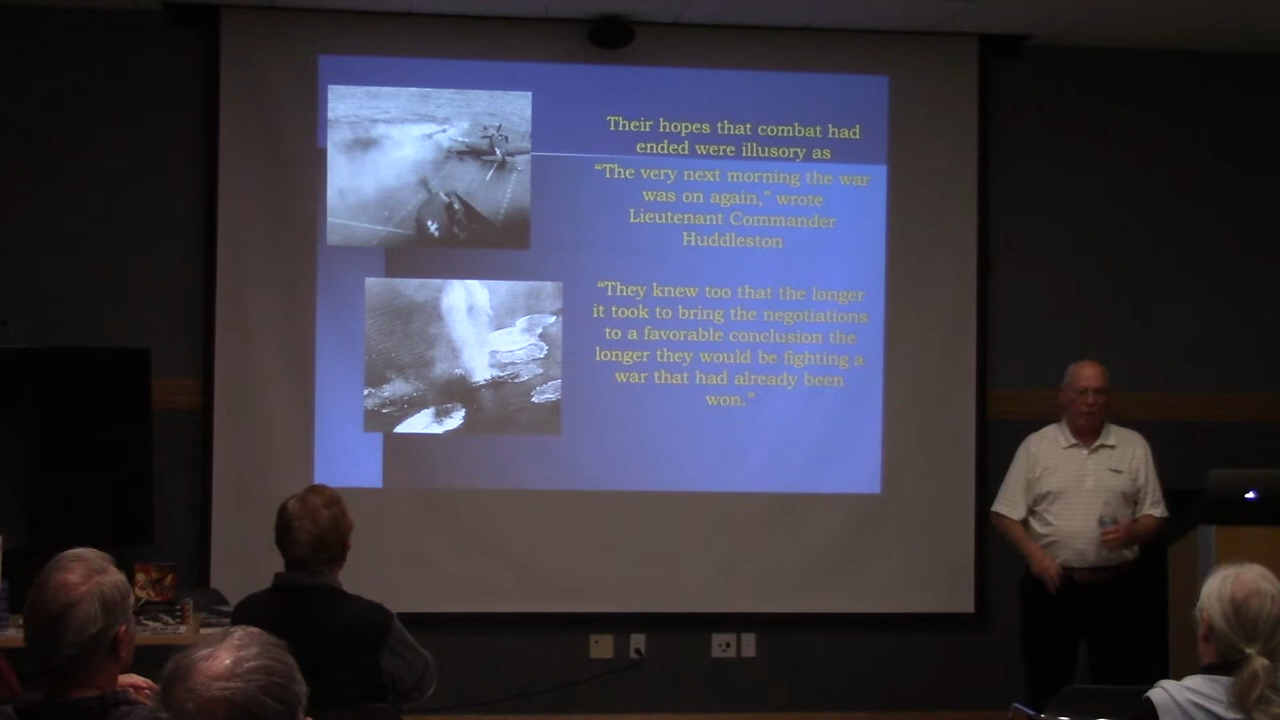 Their hopes that combat had
ended were illusory as
“The very next morning the war
was on again,” wrote
Lieutenant Commander
Huddleston
“They knew too that the longer
it took to bring the negotiations
to a favorable conclusion the
longer they would be fighting a
war that had already been
won.”